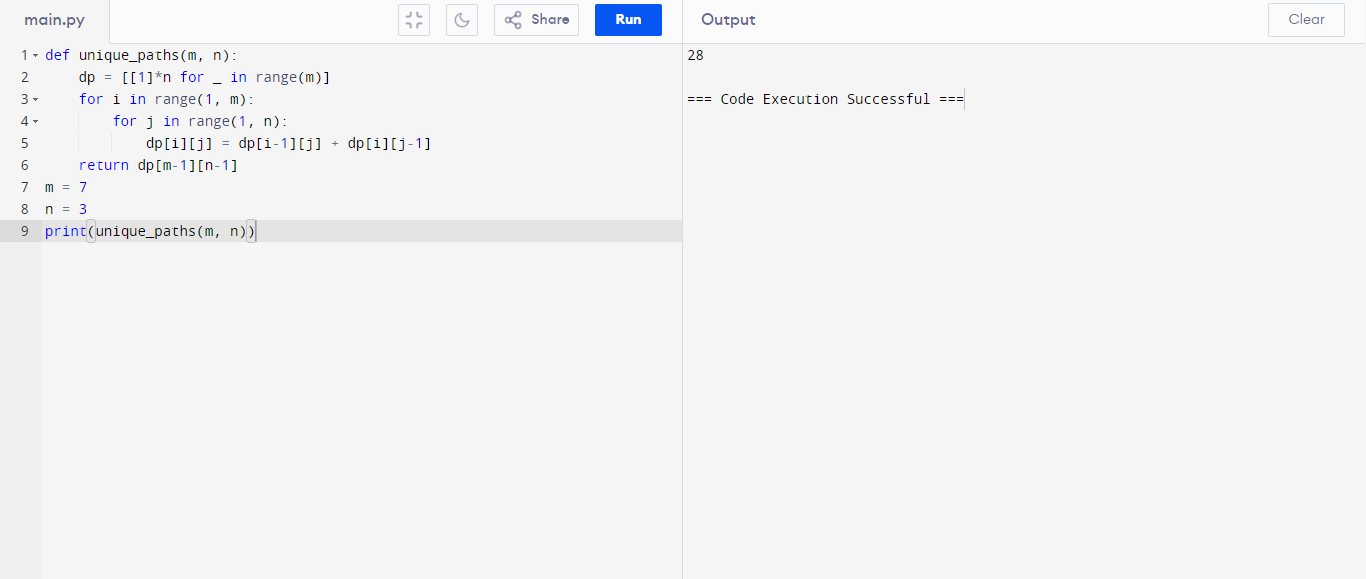 main.py
Share
Run
Output
Clear
1 def unique_paths(m, n):
2     dp = [[1]*n for _ in range(m)]
3     for i in range(1, m):
4         for j in range(1, n):
5             dp[i][j] = dp[i-1][j] + dp[i][j-1]
6     return dp[m-1][n-1]
7 m = 7
8 n = 3
9 print(unique_paths(m, n))
28
=== Code Execution Successful ===